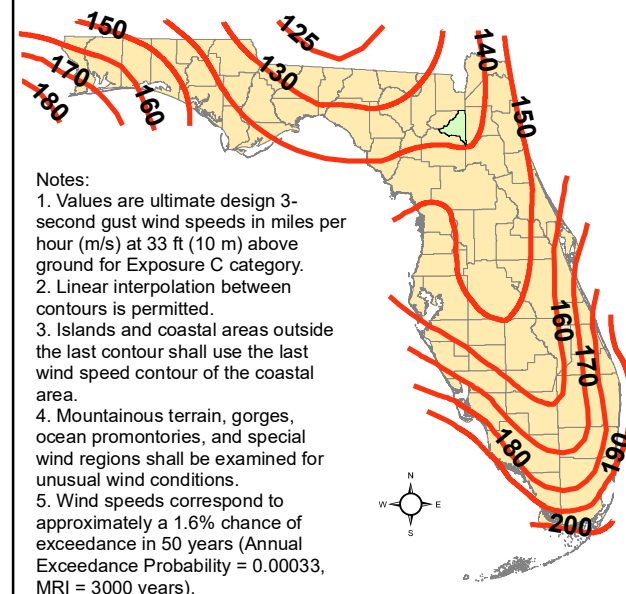 150
125
140
130
170
150
180
160
Notes:
1. Values are ultimate design 3-
second gust wind speeds in miles per
hour (m/s) at 33 ft (10 m) above
ground for Exposure C category.
2. Linear interpolation between
contours is permitted.
3. Islands and coastal areas outside
the last contour shall use the last
wind speed contour of the coastal
area.
4. Mountainous terrain, gorges,
ocean promontories, and special
wind regions shall be examined for
unusual wind conditions.
5. Wind speeds correspond to
approximately a 1.6% chance of
exceedance in 50 years (Annual
Exceedance Probability = 0.00033,
MRI = 3000 years).
160
170
180
190
200
N
W E
S